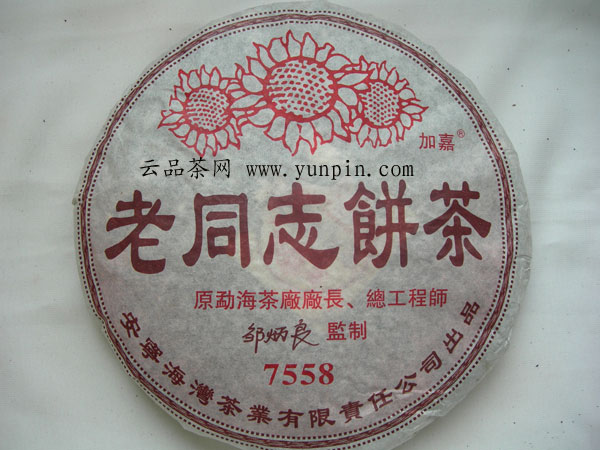 加嘉®
云品茶网 www.yunpin.com
老同志餅茶
原勐海茶廠廠長、總工程師
邹炳良 監制
7558
安寧海灣茶業有限責任公司出品